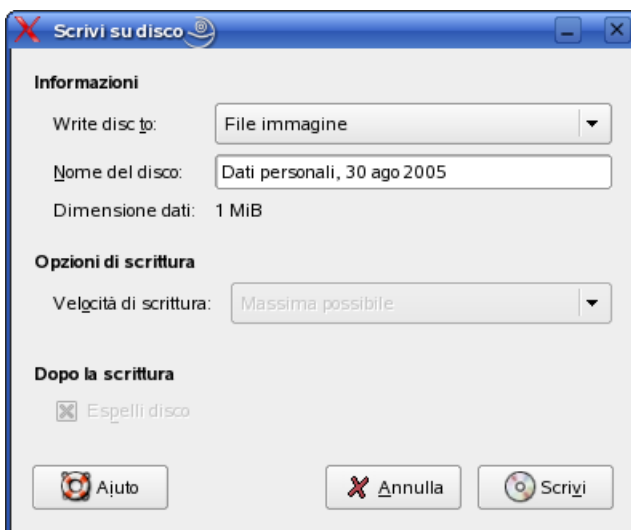 Scrivi su disco
Informazioni
Write disc to: File immagine
Nome del disco: Dati personali, 30 ago 2005
Dimensione dati: 1 MiB
Opzioni di scrittura
Velocità di scrittura: Massima possibile
Dopo la scrittura
Espelli disco
Aiuto Annulla Scrivi